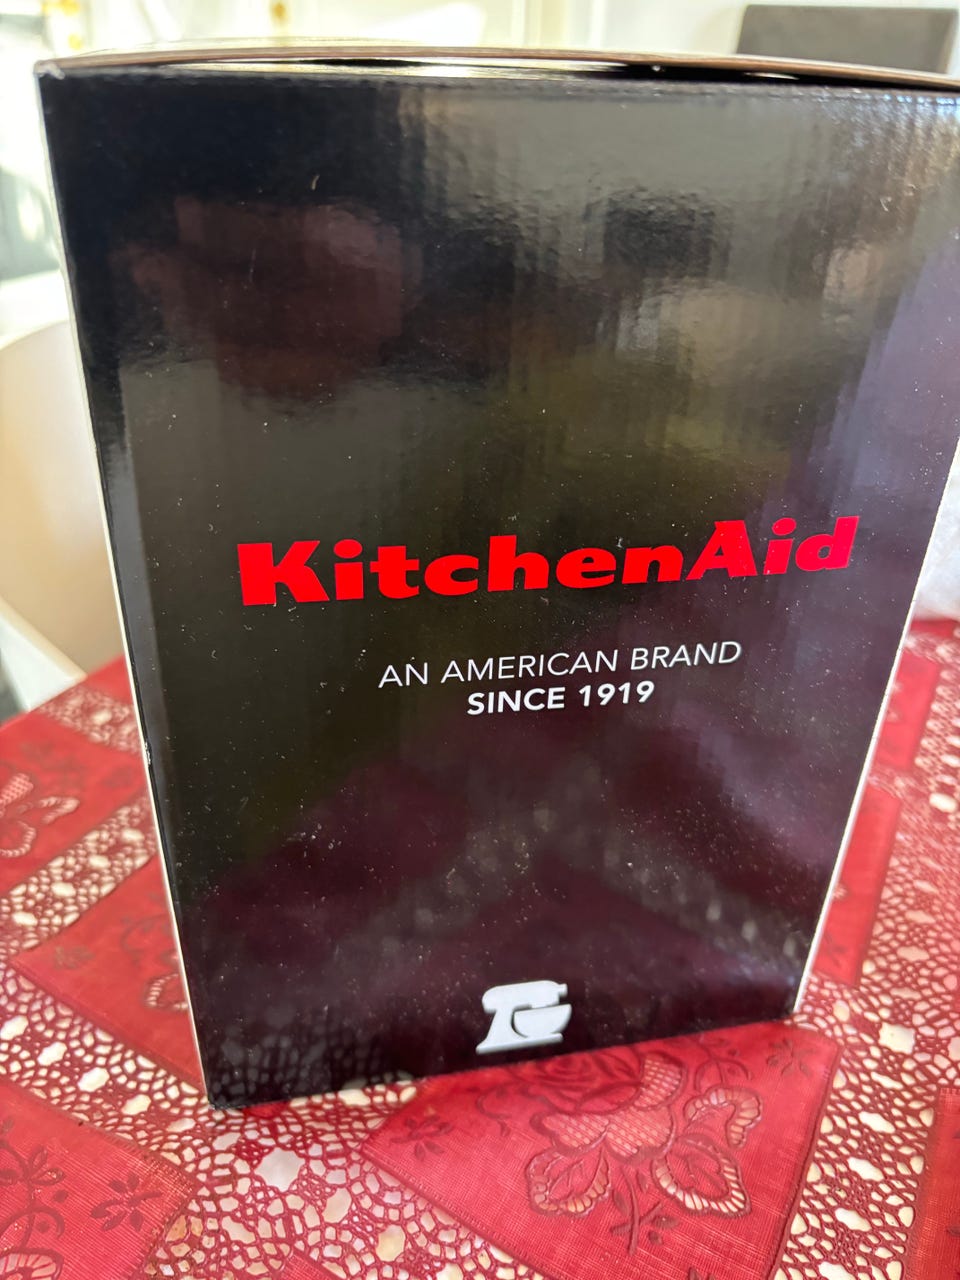 KitchenAid
AN AMERICAN BRAND
SINCE 1919